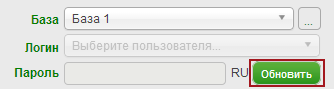 База База 1 ...
Логин Выберите пользователя...
Пароль RU Обновить